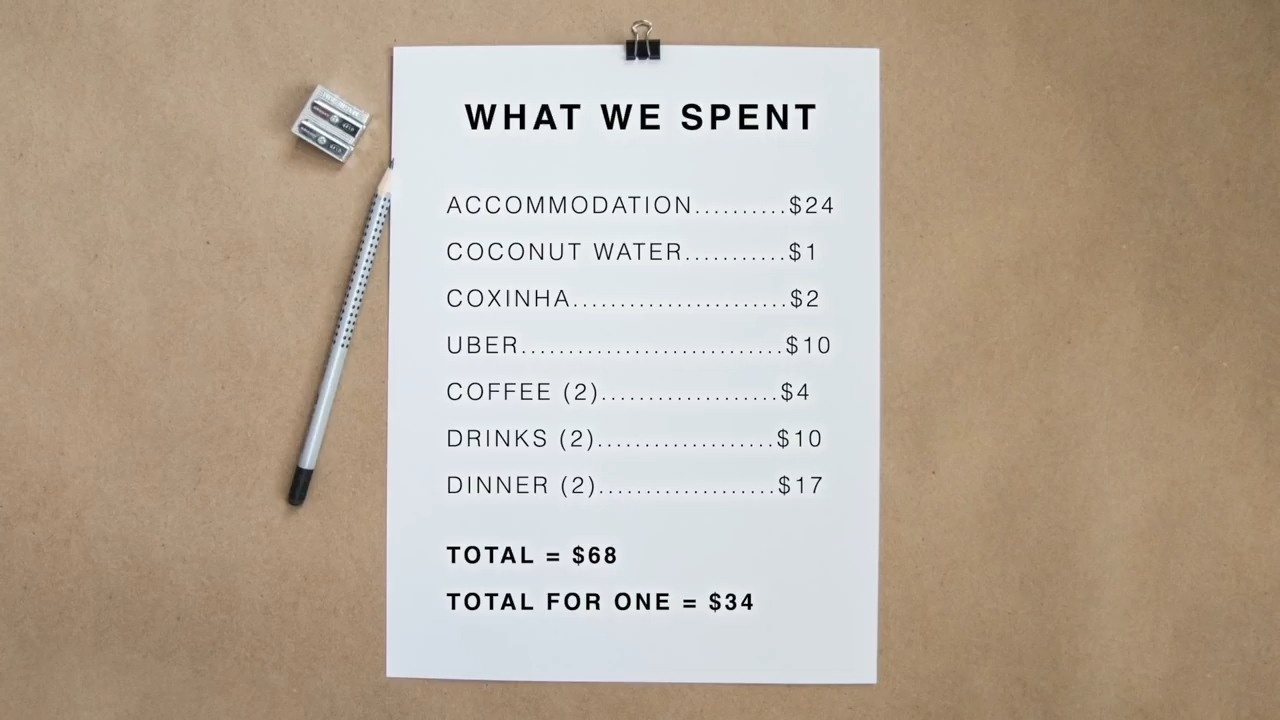 WHAT WE SPENT
ACCOMMODATION..........$24
COCONUT WATER...........$1
COXINHA.......................$2
UBER............................$10
COFFEE (2)...................$4
DRINKS (2)...................$10
DINNER (2)...................$17
TOTAL = $68
TOTAL FOR ONE = $34